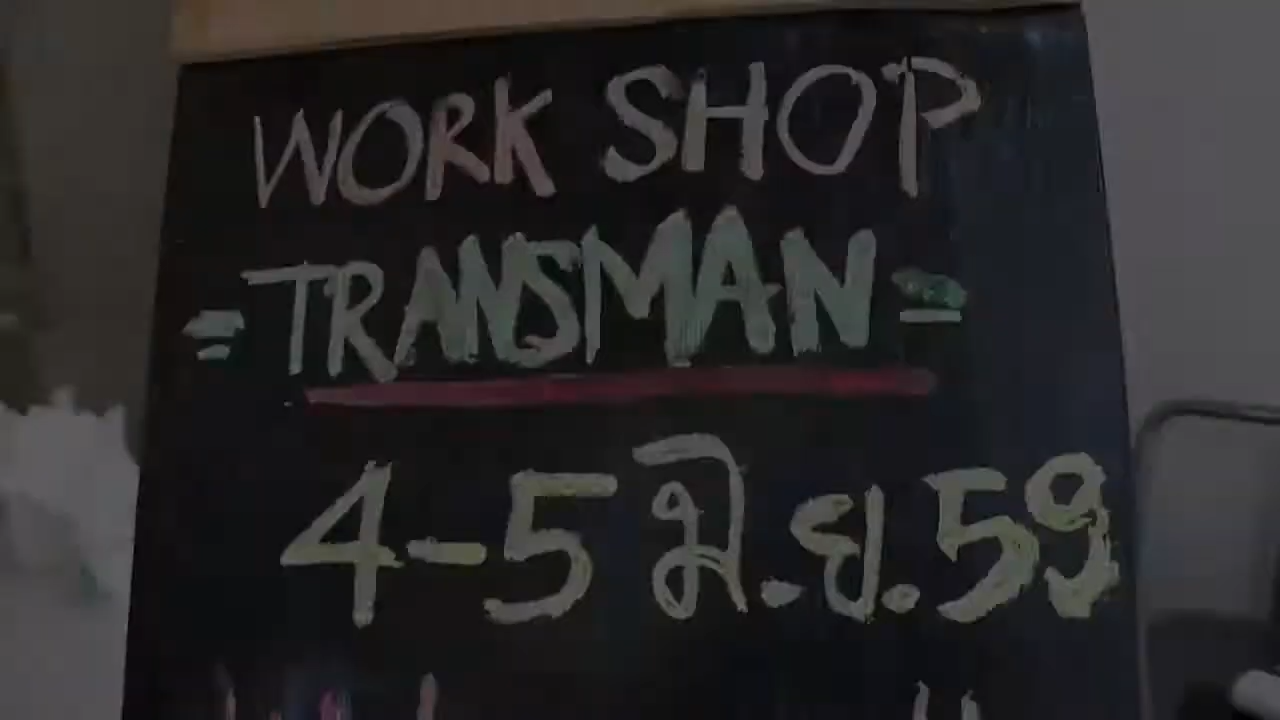 WORK SHOP
= TRANSMAN =
4-5 มิ.ย.59